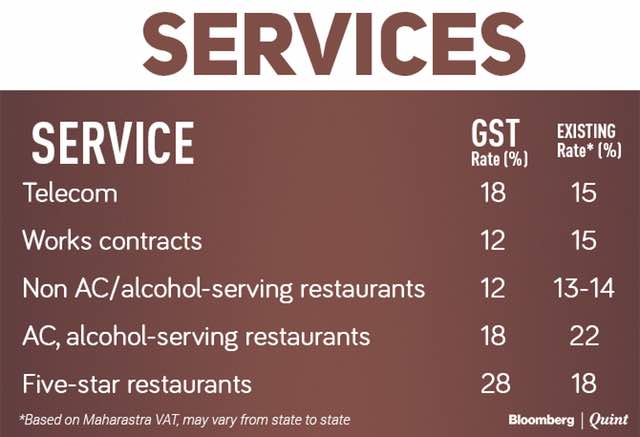 SERVICES
SERVICE GST EXISTING
Rate (%) Rate* (%)
Telecom 18 15
Works contracts 12 15
Non AC/alcohol-serving restaurants 12 13-14
AC, alcohol-serving restaurants 18 22
Five-star restaurants 28 18
*Based on Maharastra VAT, may vary from state to state Bloomberg | Quint